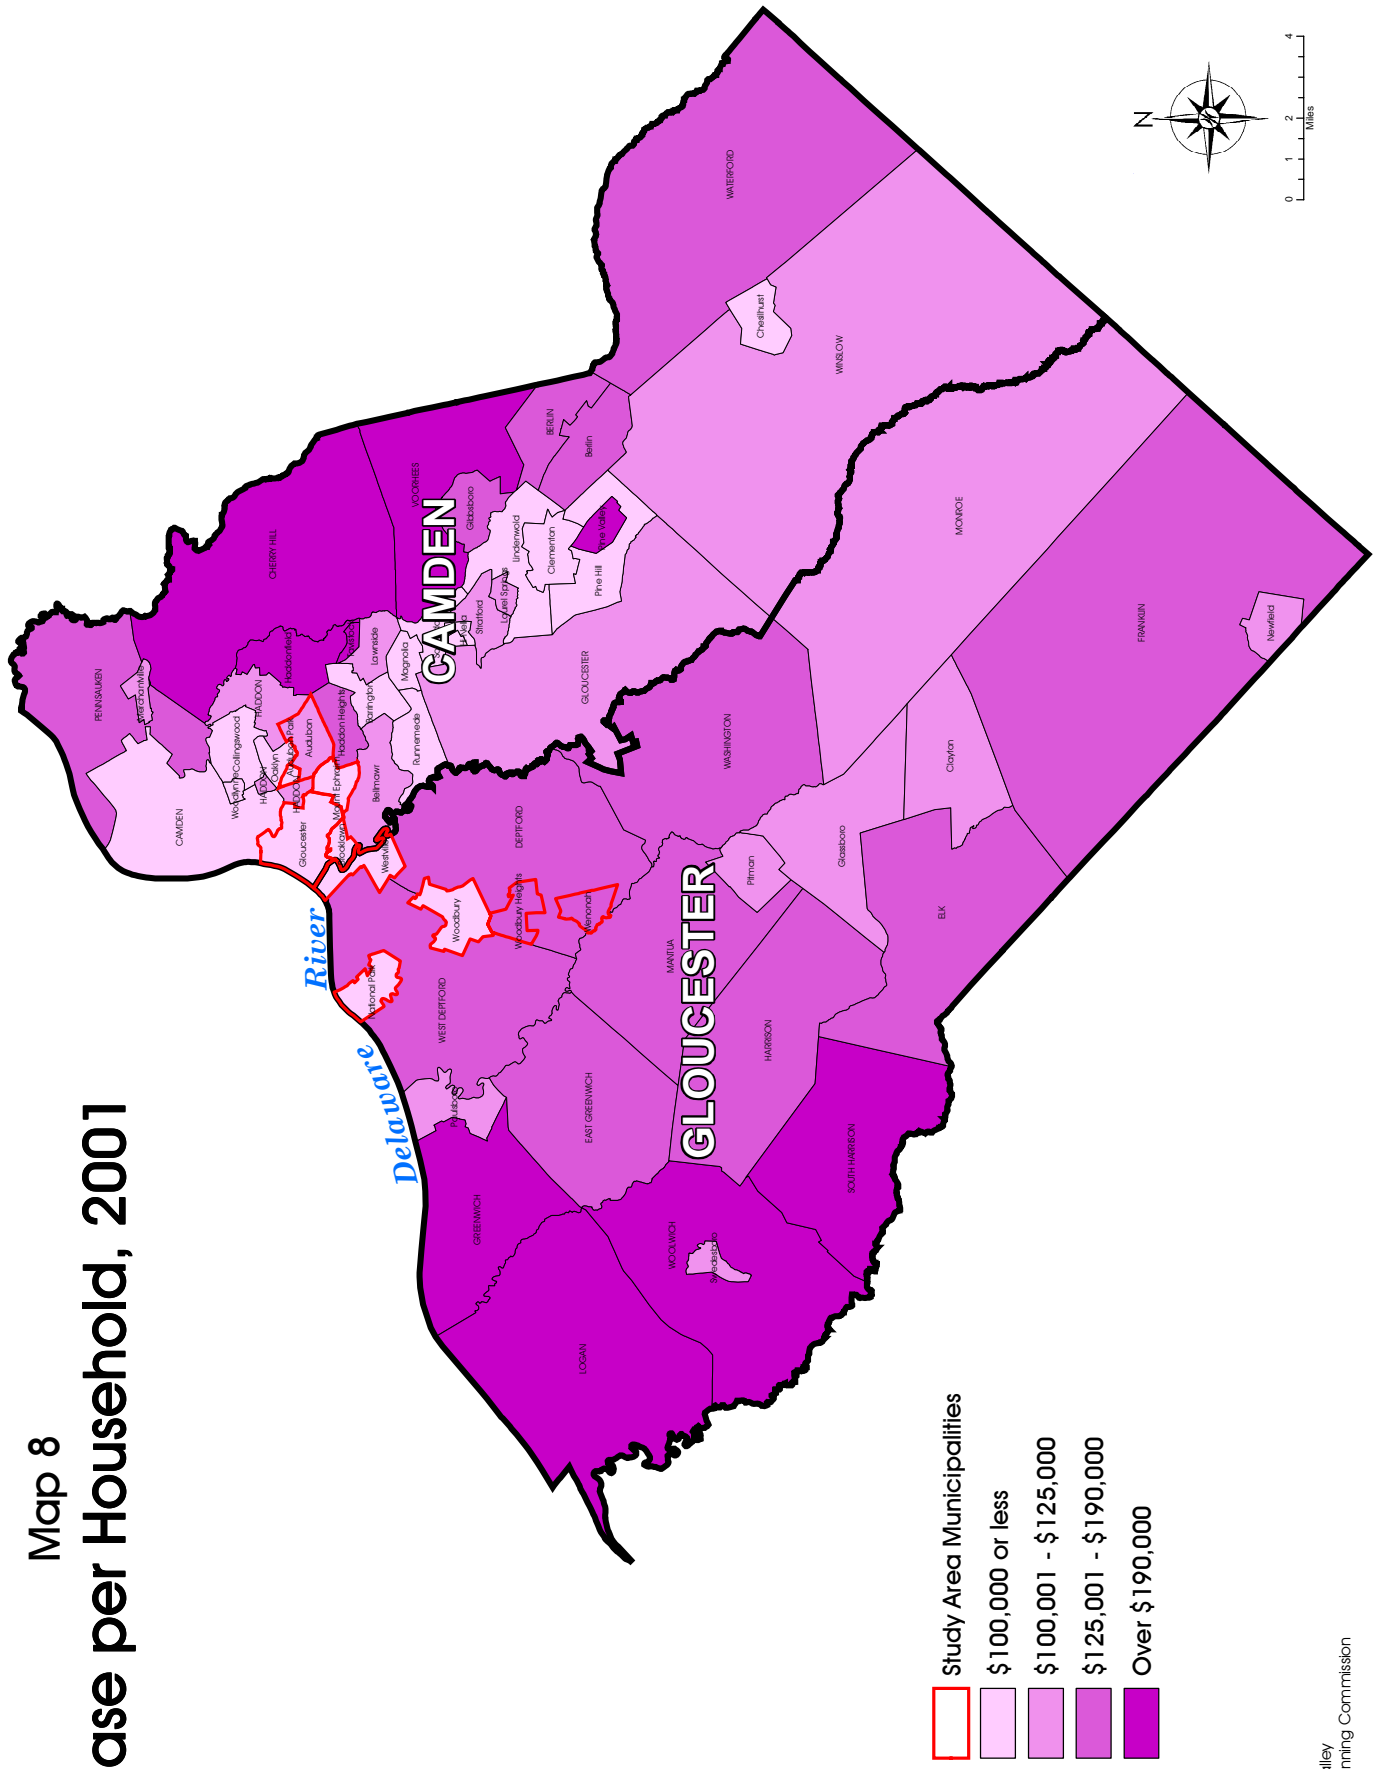 Map 8
ase per Household, 2001
N
0 1 2 4
Miles
Delaware
River
CAMDEN
GLOUCESTER
PENNSAUKEN
Merchantville
CHERRY HILL
CAMDEN
Woodlynne
Collingswood
HADDON
HADDON
HADDON
Oaklyn
Haddonfield
Audubon Park
Audubon
Haddon Heights
Mount Ephraim
Gloucester
Brooklawn
Bellmawr
Barrington
Lawnside
Magnolia
Runnemede
VOORHEES
Gibbsboro
Stratford
Laurel Springs
Lindenwold
Clementon
Pine Hill
Pine Valley
BERLIN
Berlin
WATERFORD
Chesilhurst
WINSLOW
GLOUCESTER
Westville
National Park
Woodbury
Woodbury Heights
Wenonah
DEPTFORD
WEST DEPTFORD
Paulsboro
WASHINGTON
MONROE
FRANKLIN
Newfield
Clayton
Glassboro
Pitman
MANTUA
ELK
HARRISON
EAST GREENWICH
GREENWICH
SOUTH HARRISON
WOOLWICH
Swedesboro
LOGAN
Study Area Municipalities
$100,000 or less
$100,001 - $125,000
$125,001 - $190,000
Over $190,000
alley
nning Commission